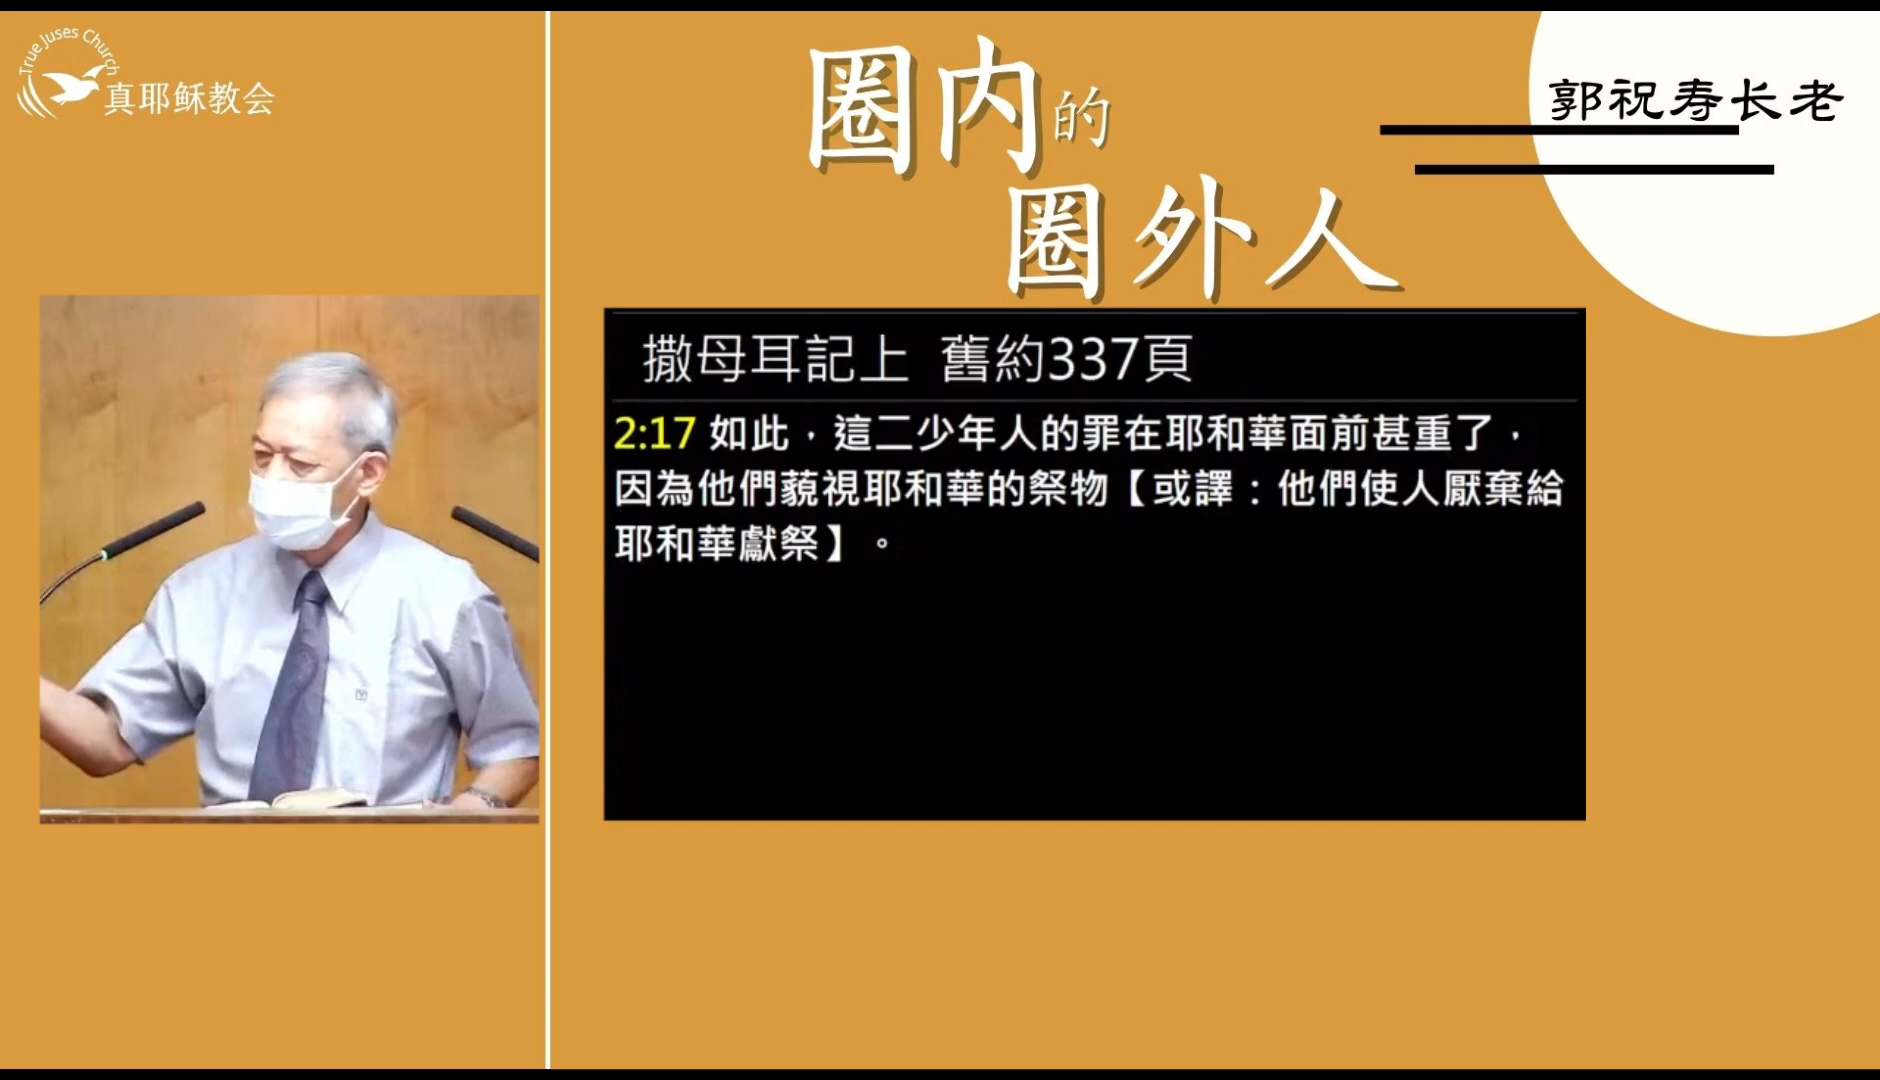 True Juses Church
真耶稣教会
圈内的
圈外人
郭祝寿长老
撒母耳記上 舊約337頁
2:17 如此，這二少年人的罪在耶和華面前甚重了，
因為他們藐視耶和華的祭物【或譯：他們使人厭棄給
耶和華獻祭】。